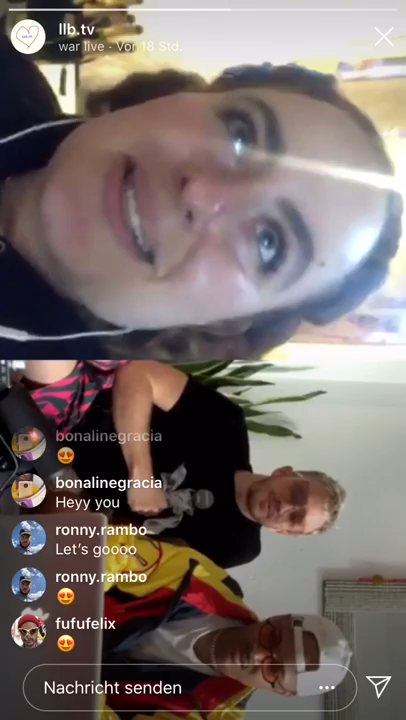 llb.tv
war live · Vor 18 Std.
bonalinegracia
😍
bonalinegracia
Heyy you
ronny.rambo
Let's goooo
ronny.rambo
😍
fufufelix
😍
Nachricht senden